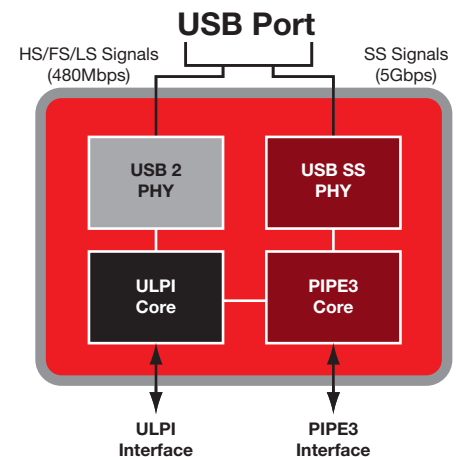 USB Port
HS/FS/LS Signals
(480Mbps)
SS Signals
(5Gbps)
USB 2
PHY
USB SS
PHY
ULPI
Core
PIPE3
Core
ULPI
Interface
PIPE3
Interface